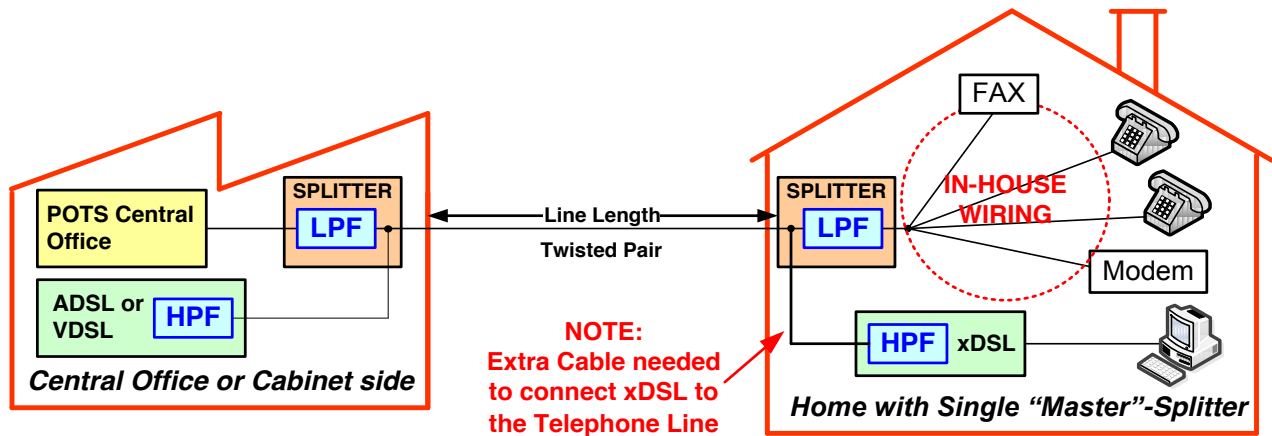 POTS Central
Office
SPLITTER
LPF
ADSL or
VDSL
HPF
Central Office or Cabinet side
Line Length
Twisted Pair
NOTE:
Extra Cable needed
to connect xDSL to
the Telephone Line
SPLITTER
LPF
FAX
IN-HOUSE
WIRING
Modem
HPF xDSL
Home with Single “Master”-Splitter